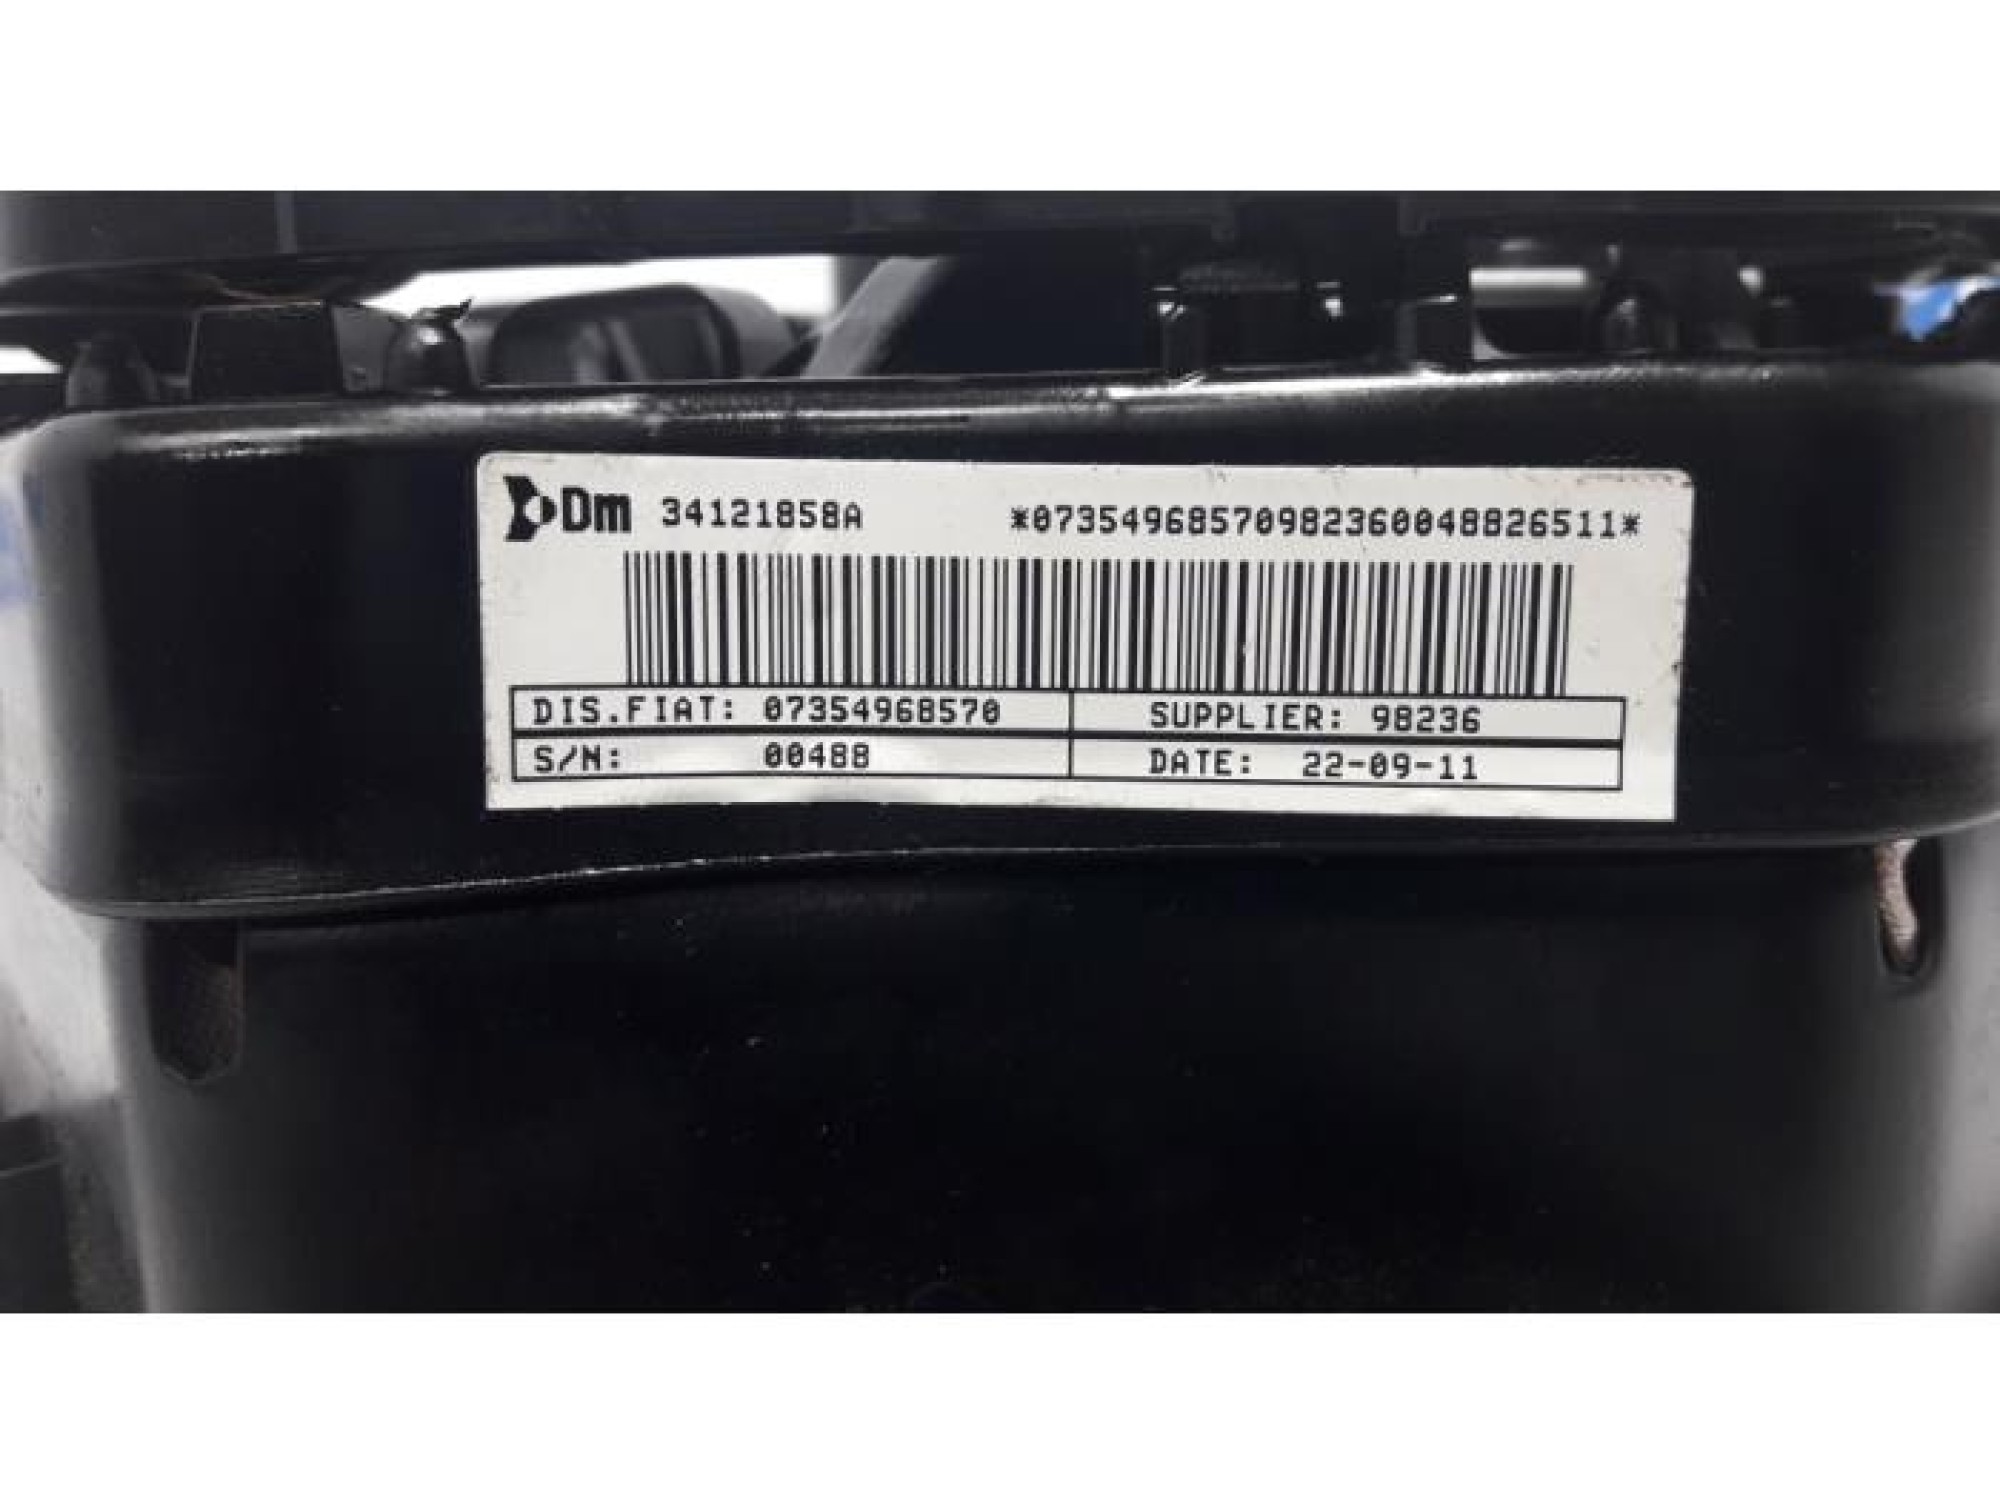 Dm 34121858A *07354968570982360048826511*
DIS.FIAT: 07354968570 SUPPLIER: 98236
S/N: 00488 DATE: 22-09-11